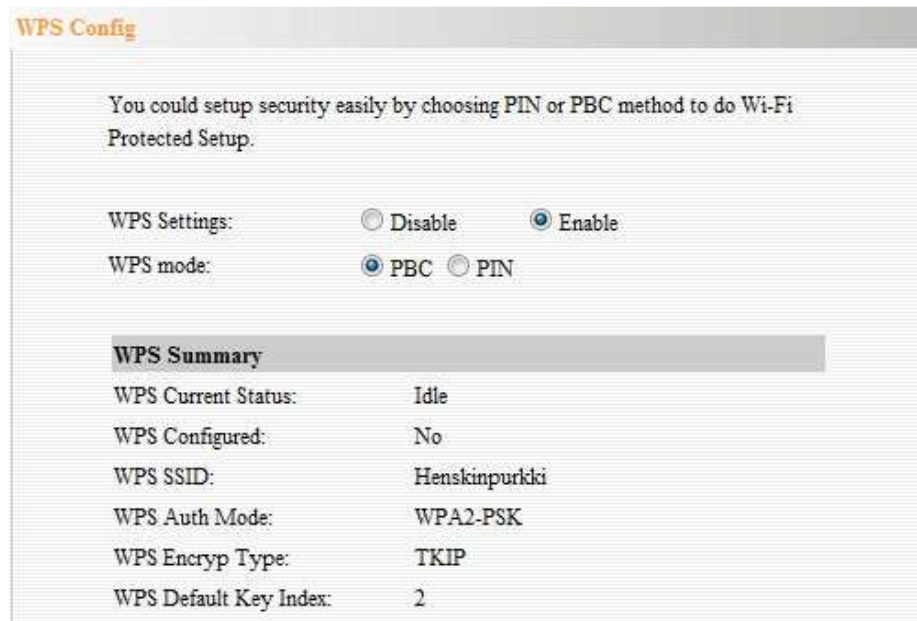 WPS Config
You could setup security easily by choosing PIN or PBC method to do Wi-Fi
Protected Setup.
WPS Settings: Disable Enable
WPS mode: PBC PIN
WPS Summary
WPS Current Status: Idle
WPS Configured: No
WPS SSID: Henskinpurkki
WPS Auth Mode: WPA2-PSK
WPS Encryp Type: TKIP
WPS Default Key Index: 2